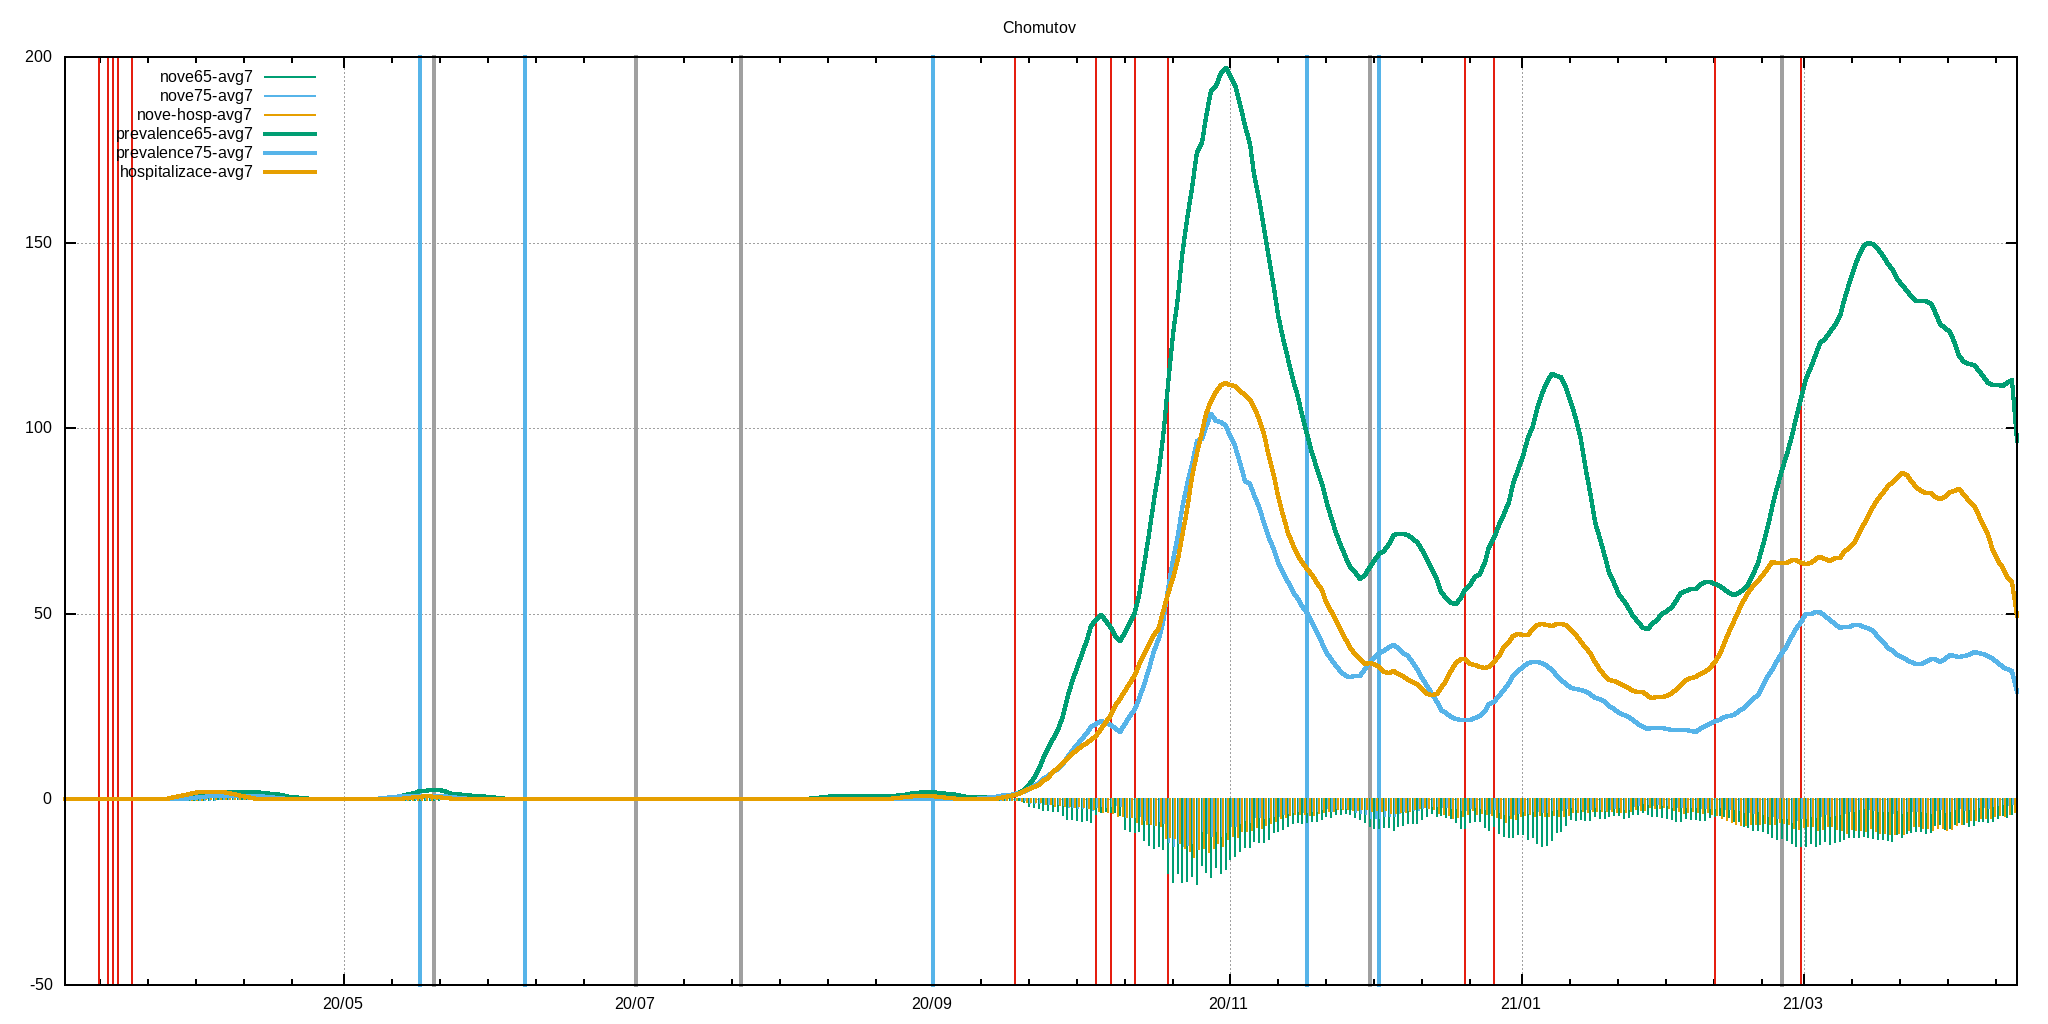 Chomutov
200
nove65-avg7
nove75-avg7
nove-hosp-avg7
prevalence65-avg7
prevalence75-avg7
hospitalizace-avg7
150
100
50
0
-50
20/05 20/07 20/09 20/11 21/01 21/03